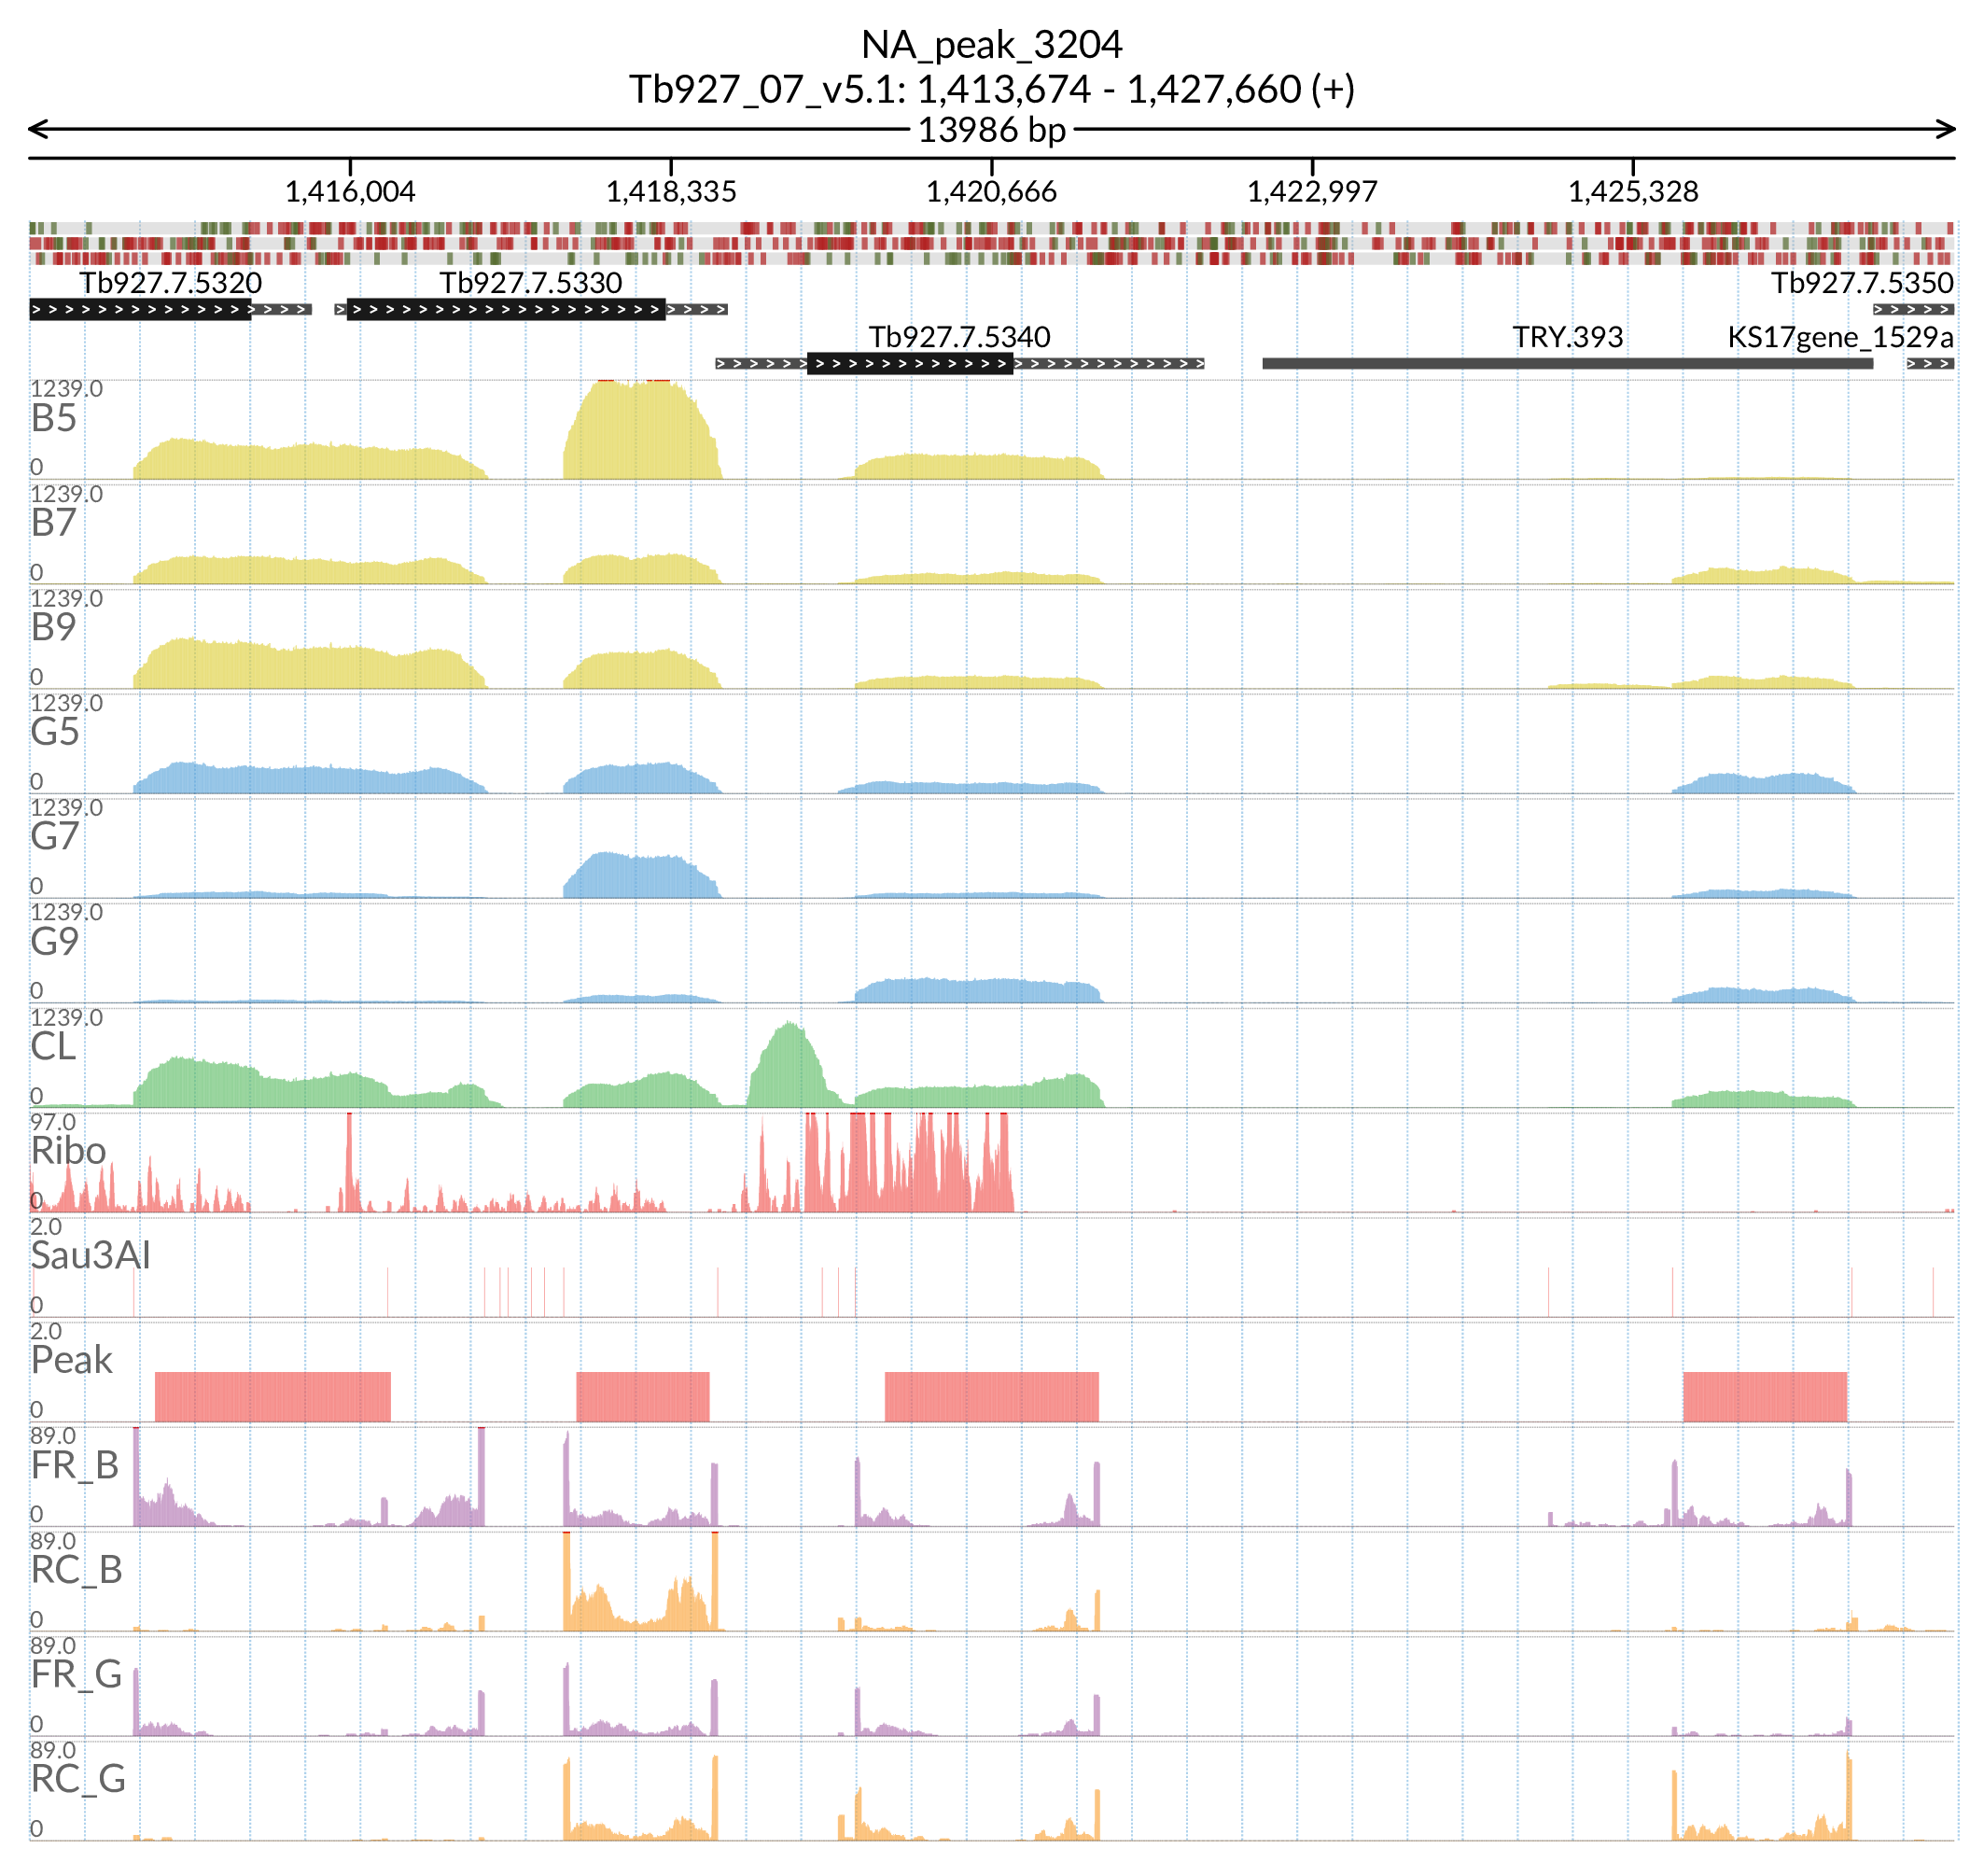 NA_peak_3204
Tb927_07_v5.1: 1,413,674 - 1,427,660 (+)
13986 bp
1,416,004 1,418,335 1,420,666 1,422,997 1,425,328
Tb927.7.5320 Tb927.7.5330 Tb927.7.5350
Tb927.7.5340 TRY.393 KS17gene_1529a
1239.0
B5
0
1239.0
B7
0
1239.0
B9
0
1239.0
G5
0
1239.0
G7
0
1239.0
G9
0
1239.0
CL
0
97.0
Ribo
0
2.0
Sau3AI
0
2.0
Peak
0
89.0
FR_B
0
89.0
RC_B
0
89.0
FR_G
0
89.0
RC_G
0